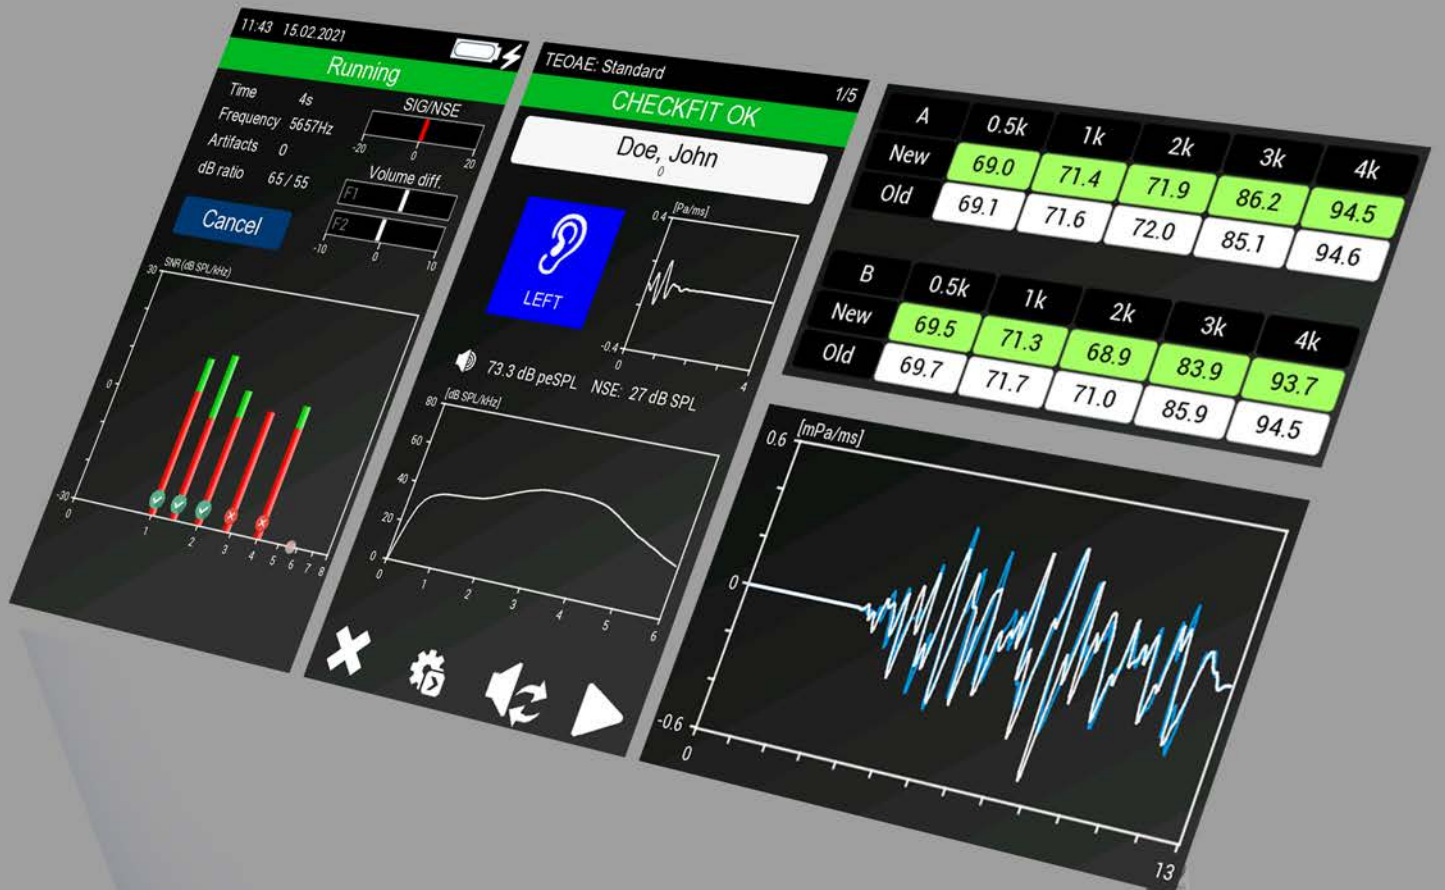 11:43 15.02.2021
Running
Time 4s
Frequency 5657Hz
Artifacts 0
dB ratio 65 / 55
SIG/NSE
-20 0 20
Volume diff.
F1
F2
-10 0 10
Cancel
SNR (dB SPL/kHz)
30
0
-30
0 1 2 3 4 5 6 7 8
TEOAE: Standard 1/5
CHECKFIT OK
Doe, John
0
LEFT
[Pa/ms]
0.4
-0.4
0 4
73.3 dB peSPL NSE: 27 dB SPL
[dB SPL/kHz]
80
60
40
20
0
0 1 2 3 4 5 6
A 0.5k 1k 2k 3k 4k
New 69.0 71.4 71.9 86.2 94.5
Old 69.1 71.6 72.0 85.1 94.6
B 0.5k 1k 2k 3k 4k
New 69.5 71.3 68.9 83.9 93.7
Old 69.7 71.7 71.0 85.9 94.5
[mPa/ms]
0.6
0
-0.6
0 13